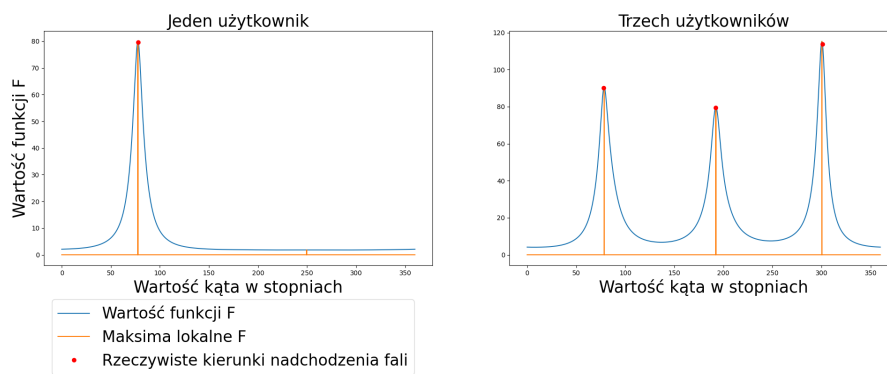 Jeden użytkownik
Wartość funkcji F
80
70
60
50
40
30
20
10
0
0 50 100 150 200 250 300 350
Wartość kąta w stopniach
Trzech użytkowników
120
100
80
60
40
20
0
0 50 100 150 200 250 300 350
Wartość kąta w stopniach
Wartość funkcji F
Maksima lokalne F
Rzeczywiste kierunki nadchodzenia fali